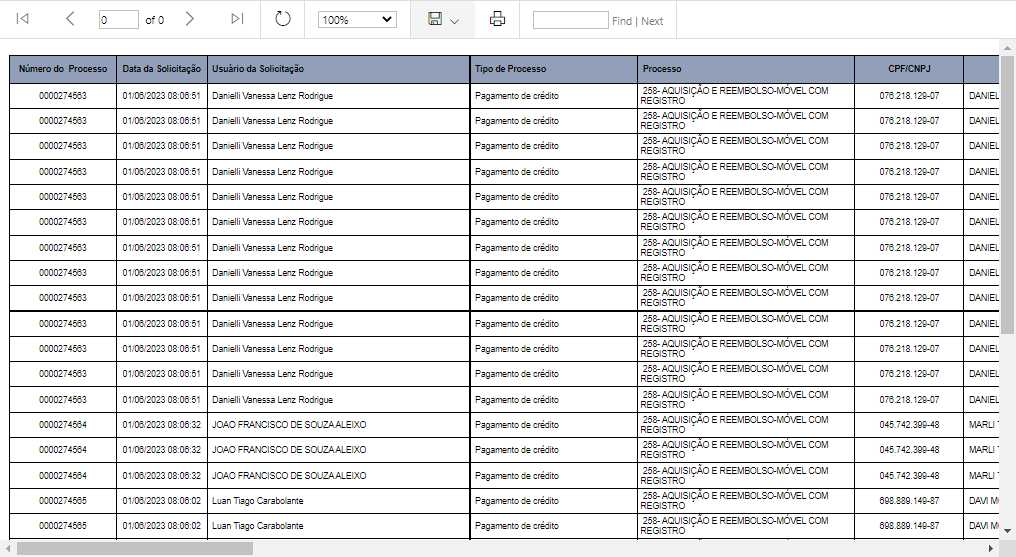 0 of 0 100% Find | Next
Número do Processo Data da Solicitação Usuário da Solicitação Tipo de Processo Processo CPF/CNPJ
0000274563 01/06/2023 08:06:51 Danielli Vanessa Lenz Rodrigue Pagamento de crédito 258- AQUISIÇÃO E REEMBOLSO-MÓVEL COM
REGISTRO 076.218.129-07 DANIEL
0000274563 01/06/2023 08:06:51 Danielli Vanessa Lenz Rodrigue Pagamento de crédito 258- AQUISIÇÃO E REEMBOLSO-MÓVEL COM
REGISTRO 076.218.129-07 DANIEL
0000274563 01/06/2023 08:06:51 Danielli Vanessa Lenz Rodrigue Pagamento de crédito 258- AQUISIÇÃO E REEMBOLSO-MÓVEL COM
REGISTRO 076.218.129-07 DANIEL
0000274563 01/06/2023 08:06:51 Danielli Vanessa Lenz Rodrigue Pagamento de crédito 258- AQUISIÇÃO E REEMBOLSO-MÓVEL COM
REGISTRO 076.218.129-07 DANIEL
0000274563 01/06/2023 08:06:51 Danielli Vanessa Lenz Rodrigue Pagamento de crédito 258- AQUISIÇÃO E REEMBOLSO-MÓVEL COM
REGISTRO 076.218.129-07 DANIEL
0000274563 01/06/2023 08:06:51 Danielli Vanessa Lenz Rodrigue Pagamento de crédito 258- AQUISIÇÃO E REEMBOLSO-MÓVEL COM
REGISTRO 076.218.129-07 DANIEL
0000274563 01/06/2023 08:06:51 Danielli Vanessa Lenz Rodrigue Pagamento de crédito 258- AQUISIÇÃO E REEMBOLSO-MÓVEL COM
REGISTRO 076.218.129-07 DANIEL
0000274563 01/06/2023 08:06:51 Danielli Vanessa Lenz Rodrigue Pagamento de crédito 258- AQUISIÇÃO E REEMBOLSO-MÓVEL COM
REGISTRO 076.218.129-07 DANIEL
0000274563 01/06/2023 08:06:51 Danielli Vanessa Lenz Rodrigue Pagamento de crédito 258- AQUISIÇÃO E REEMBOLSO-MÓVEL COM
REGISTRO 076.218.129-07 DANIEL
0000274563 01/06/2023 08:06:51 Danielli Vanessa Lenz Rodrigue Pagamento de crédito 258- AQUISIÇÃO E REEMBOLSO-MÓVEL COM
REGISTRO 076.218.129-07 DANIEL
0000274563 01/06/2023 08:06:51 Danielli Vanessa Lenz Rodrigue Pagamento de crédito 258- AQUISIÇÃO E REEMBOLSO-MÓVEL COM
REGISTRO 076.218.129-07 DANIEL
0000274563 01/06/2023 08:06:51 Danielli Vanessa Lenz Rodrigue Pagamento de crédito 258- AQUISIÇÃO E REEMBOLSO-MÓVEL COM
REGISTRO 076.218.129-07 DANIEL
0000274563 01/06/2023 08:06:51 Danielli Vanessa Lenz Rodrigue Pagamento de crédito 258- AQUISIÇÃO E REEMBOLSO-MÓVEL COM
REGISTRO 076.218.129-07 DANIEL
0000274564 01/06/2023 08:06:32 JOAO FRANCISCO DE SOUZA ALEIXO Pagamento de crédito 258- AQUISIÇÃO E REEMBOLSO-MÓVEL COM
REGISTRO 045.742.399-48 MARLI
0000274564 01/06/2023 08:06:32 JOAO FRANCISCO DE SOUZA ALEIXO Pagamento de crédito 258- AQUISIÇÃO E REEMBOLSO-MÓVEL COM
REGISTRO 045.742.399-48 MARLI
0000274564 01/06/2023 08:06:32 JOAO FRANCISCO DE SOUZA ALEIXO Pagamento de crédito 258- AQUISIÇÃO E REEMBOLSO-MÓVEL COM
REGISTRO 045.742.399-48 MARLI
0000274565 01/06/2023 08:06:02 Luan Tiago Carabolante Pagamento de crédito 258- AQUISIÇÃO E REEMBOLSO-MÓVEL COM
REGISTRO 698.889.149-87 DAVI
0000274565 01/06/2023 08:06:02 Luan Tiago Carabolante Pagamento de crédito 258- AQUISIÇÃO E REEMBOLSO-MÓVEL COM
REGISTRO 698.889.149-87 DAVI